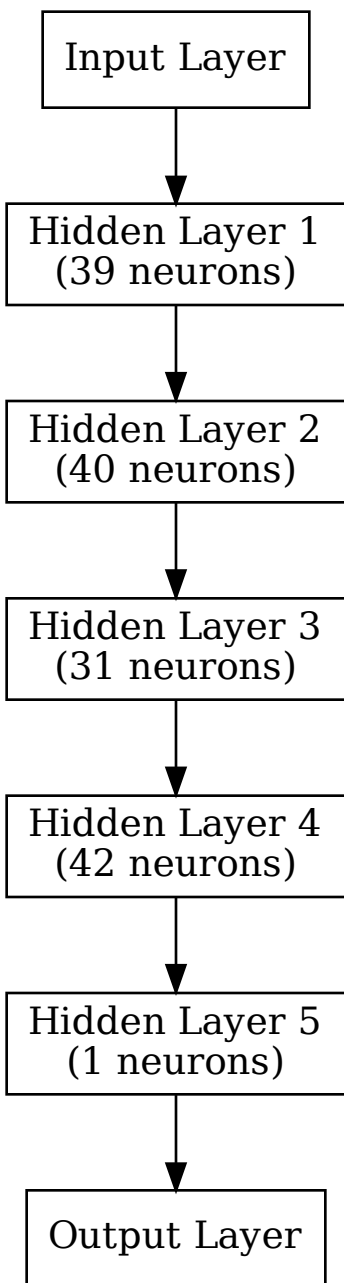 Input Layer
Hidden Layer 1
(39 neurons)
Hidden Layer 2
(40 neurons)
Hidden Layer 3
(31 neurons)
Hidden Layer 4
(42 neurons)
Hidden Layer 5
(1 neurons)
Output Layer